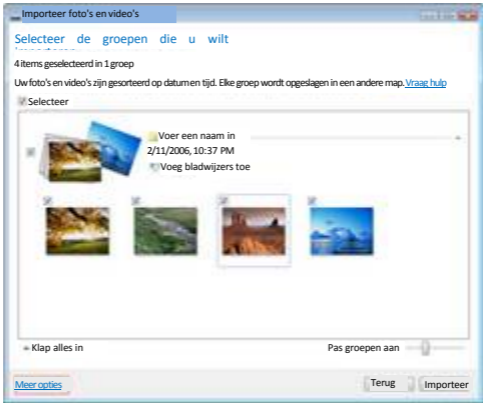 Importeer foto's en video's
Selecteer de groepen die u wilt
4 items geselecteerd in 1 groep
Uw foto's en video's zijn gesorteerd op datum en tijd. Elke groep wordt opgeslagen in een andere map. Vraag hulp
Selecteer
Voer een naam in
2/11/2006, 10:37 PM
Voeg bladwijzers toe
Klap alles in
Pas groepen aan
Meer opties
Terug
Importeer